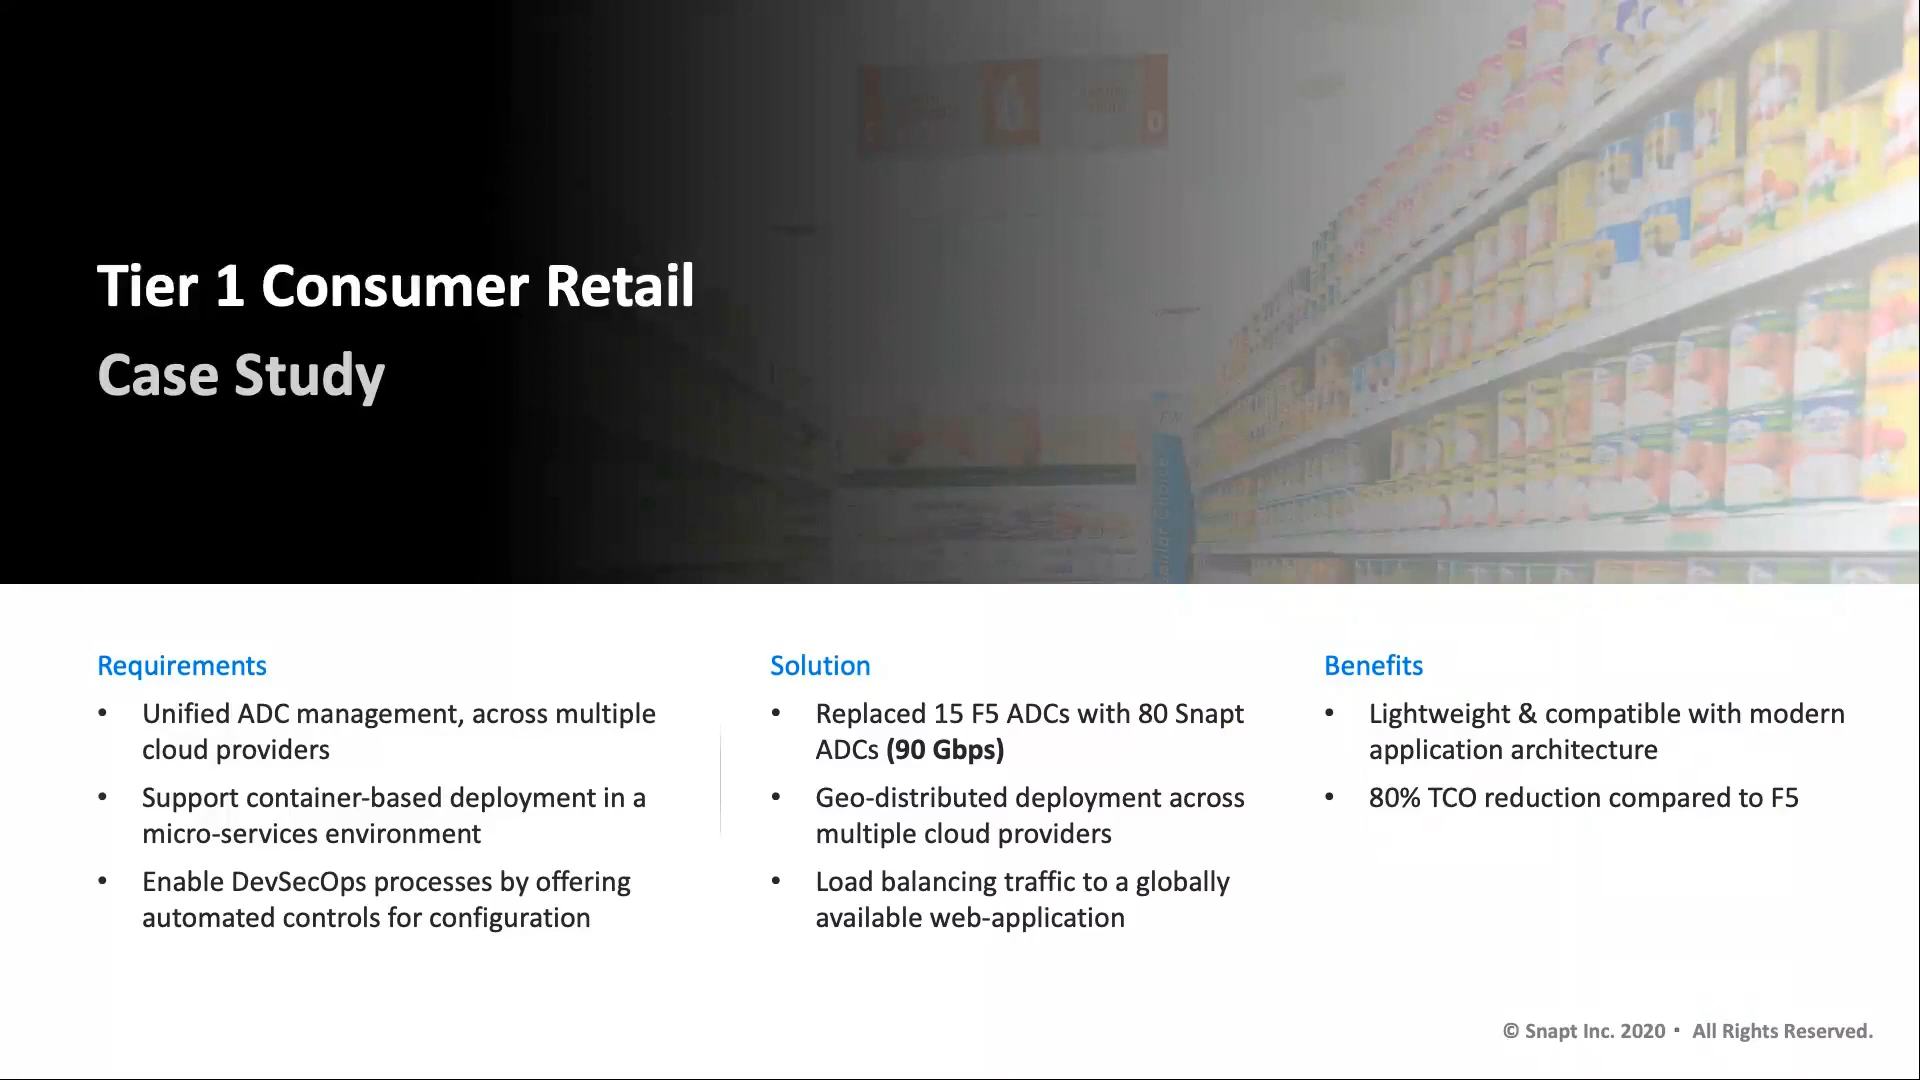 Tier 1 Consumer Retail
Case Study
Requirements
• Unified ADC management, across multiple
cloud providers
• Support container-based deployment in a
micro-services environment
• Enable DevSecOps processes by offering
automated controls for configuration
Solution
• Replaced 15 F5 ADCs with 80 Snapt
ADCs (90 Gbps)
• Geo-distributed deployment across
multiple cloud providers
• Load balancing traffic to a globally
available web-application
Benefits
• Lightweight & compatible with modern
application architecture
• 80% TCO reduction compared to F5
© Snapt Inc. 2020 • All Rights Reserved.